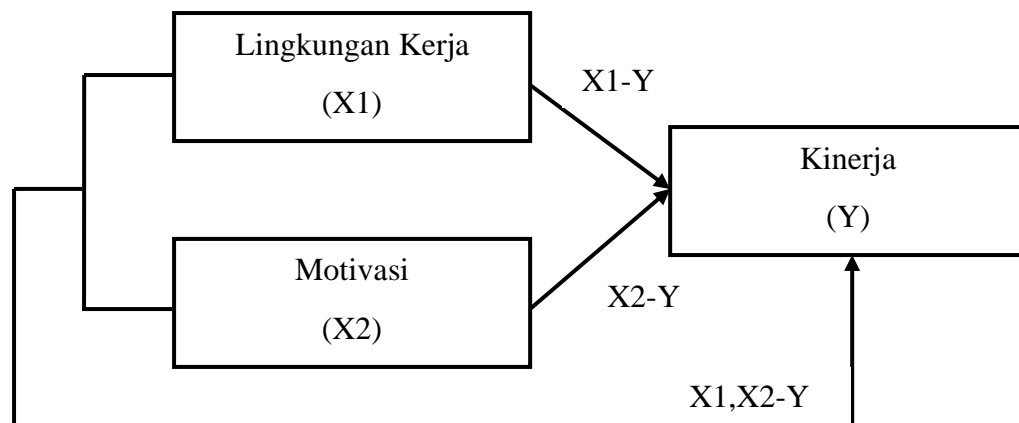 Lingkungan Kerja
(X1)
X1-Y
Kinerja
(Y)
Motivasi
(X2)
X2-Y
X1,X2-Y